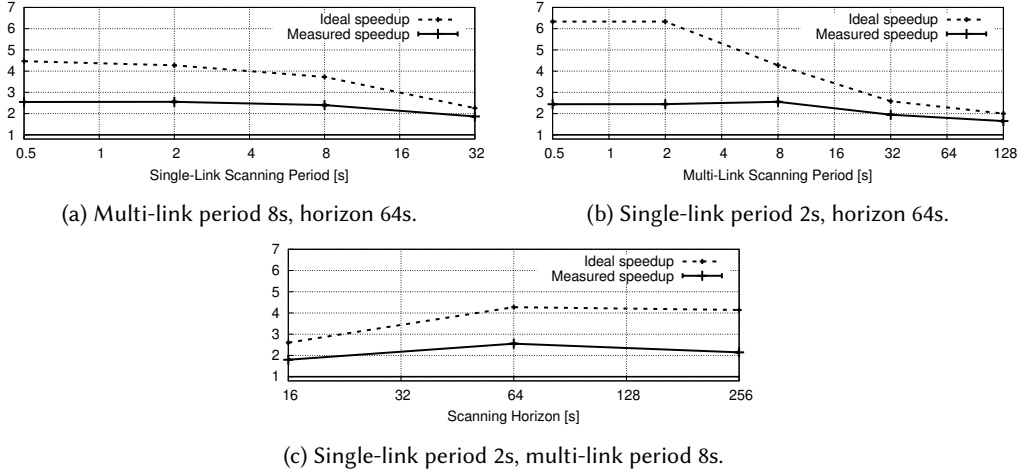 7
6
5
4
3
2
1
Ideal speedup
Measured speedup
0.5 1 2 4 8 16 32
Single-Link Scanning Period [s]
(a) Multi-link period 8s, horizon 64s.
7
6
5
4
3
2
1
Ideal speedup
Measured speedup
0.5 1 2 4 8 16 32 64 128
Multi-Link Scanning Period [s]
(b) Single-link period 2s, horizon 64s.
7
6
5
4
3
2
1
Ideal speedup
Measured speedup
16 32 64 128 256
Scanning Horizon [s]
(c) Single-link period 2s, multi-link period 8s.